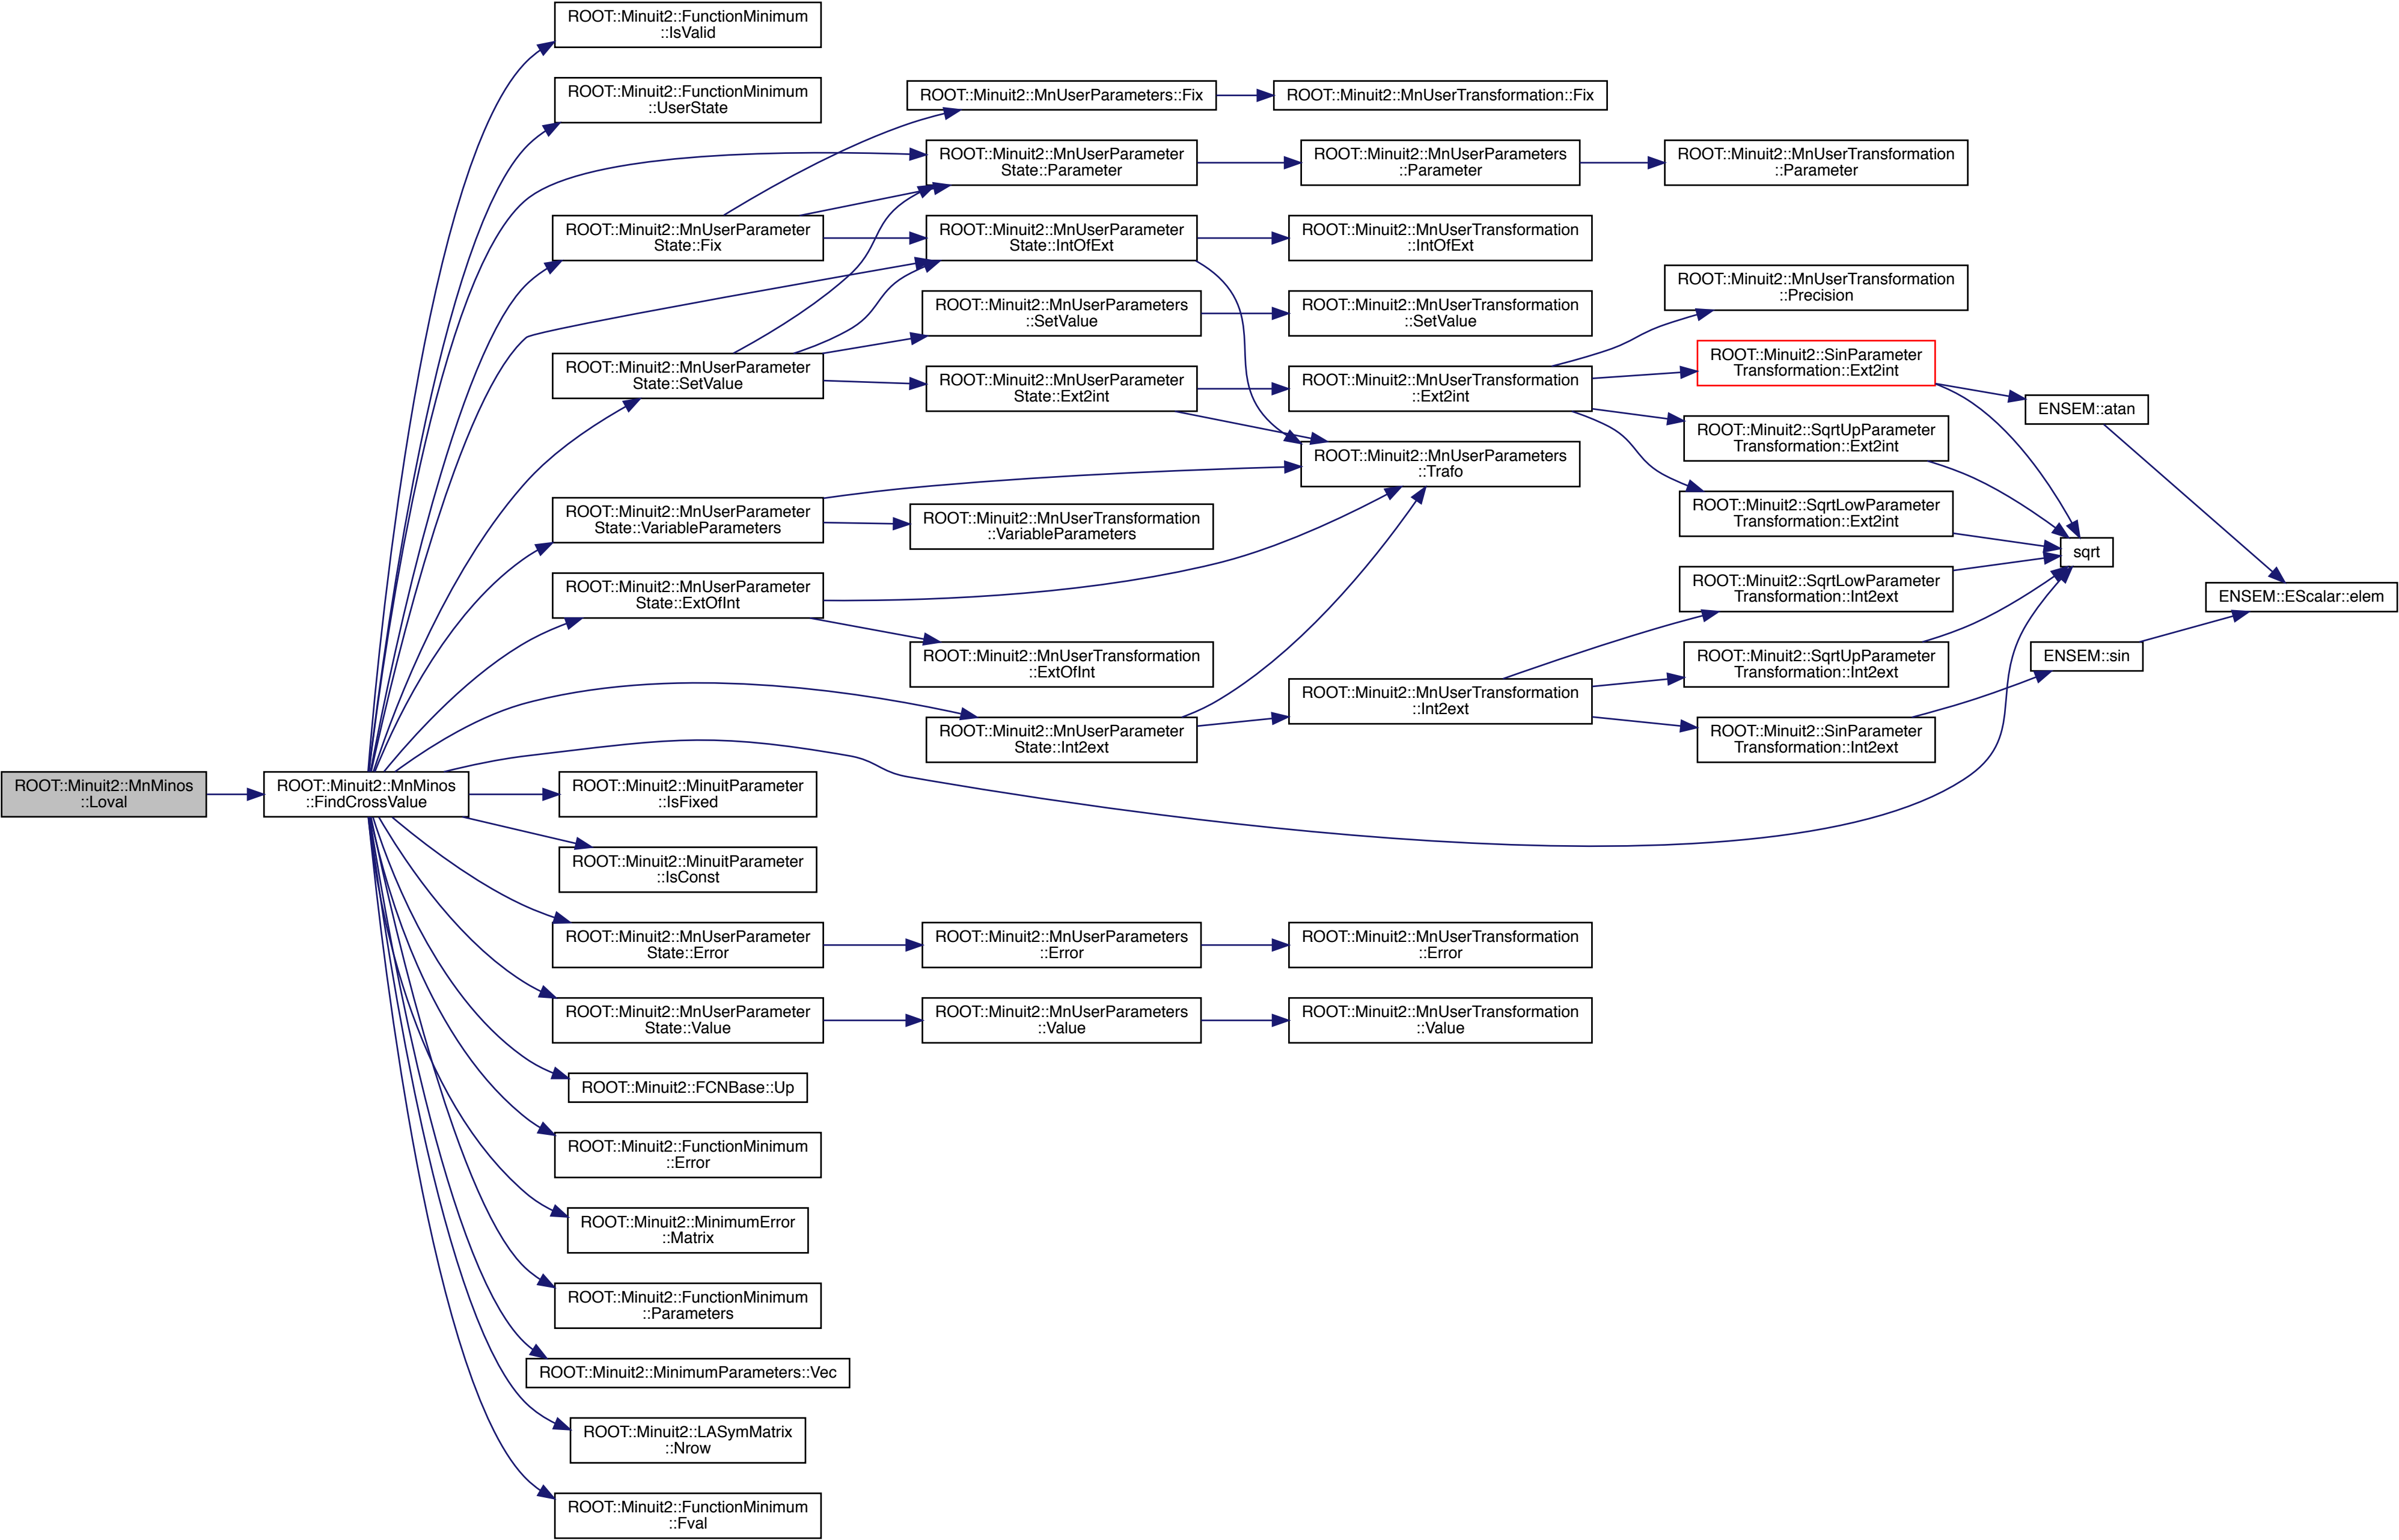 ROOT::Minuit2::MnMinos
::Loval
ROOT::Minuit2::MnMinos
::FindCrossValue
ROOT::Minuit2::FunctionMinimum
::IsValid
ROOT::Minuit2::FunctionMinimum
::UserState
ROOT::Minuit2::MnUserParameter
State::Fix
ROOT::Minuit2::MnUserParameter
State::SetValue
ROOT::Minuit2::MnUserParameter
State::VariableParameters
ROOT::Minuit2::MnUserParameter
State::ExtOfInt
ROOT::Minuit2::MinuitParameter
::IsFixed
ROOT::Minuit2::MinuitParameter
::IsConst
ROOT::Minuit2::MnUserParameter
State::Error
ROOT::Minuit2::MnUserParameter
State::Value
ROOT::Minuit2::FCNBase::Up
ROOT::Minuit2::FunctionMinimum
::Error
ROOT::Minuit2::MinimumError
::Matrix
ROOT::Minuit2::FunctionMinimum
::Parameters
ROOT::Minuit2::MinimumParameters::Vec
ROOT::Minuit2::LASymMatrix
::Nrow
ROOT::Minuit2::FunctionMinimum
::Fval
ROOT::Minuit2::MnUserParameters::Fix
ROOT::Minuit2::MnUserParameter
State::Parameter
ROOT::Minuit2::MnUserParameter
State::IntOfExt
ROOT::Minuit2::MnUserParameters
::SetValue
ROOT::Minuit2::MnUserParameter
State::Ext2int
ROOT::Minuit2::MnUserTransformation
::VariableParameters
ROOT::Minuit2::MnUserTransformation
::ExtOfInt
ROOT::Minuit2::MnUserParameter
State::Int2ext
ROOT::Minuit2::MnUserParameters
::Error
ROOT::Minuit2::MnUserParameters
::Value
ROOT::Minuit2::MnUserTransformation::Fix
ROOT::Minuit2::MnUserParameters
::Parameter
ROOT::Minuit2::MnUserTransformation
::IntOfExt
ROOT::Minuit2::MnUserTransformation
::SetValue
ROOT::Minuit2::MnUserTransformation
::Ext2int
ROOT::Minuit2::MnUserParameters
::Trafo
ROOT::Minuit2::MnUserTransformation
::Int2ext
ROOT::Minuit2::MnUserTransformation
::Error
ROOT::Minuit2::MnUserTransformation
::Value
ROOT::Minuit2::MnUserTransformation
::Parameter
ROOT::Minuit2::MnUserTransformation
::Precision
ROOT::Minuit2::SinParameter
Transformation::Ext2int
ROOT::Minuit2::SqrtUpParameter
Transformation::Ext2int
ROOT::Minuit2::SqrtLowParameter
Transformation::Ext2int
ROOT::Minuit2::SqrtLowParameter
Transformation::Int2ext
ROOT::Minuit2::SqrtUpParameter
Transformation::Int2ext
ROOT::Minuit2::SinParameter
Transformation::Int2ext
ENSEM::atan
sqrt
ENSEM::sin
ENSEM::EScalar::elem